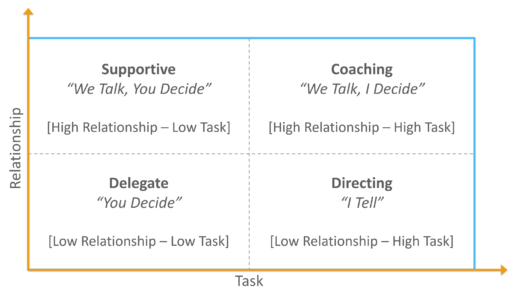 Supportive
“We Talk, You Decide”
[High Relationship – Low Task]
Coaching
“We Talk, I Decide”
[High Relationship – High Task]
Relationship
Delegate
“You Decide”
[Low Relationship – Low Task]
Directing
“I Tell”
[Low Relationship – High Task]
Task